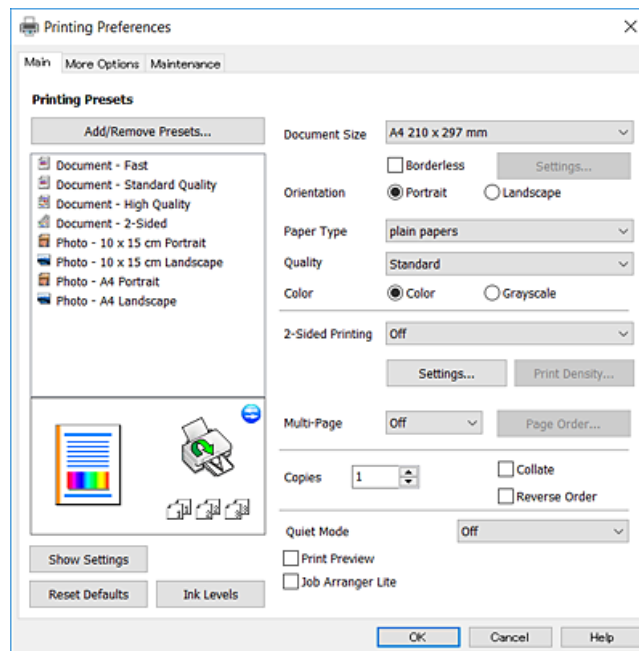 Printing Preferences
Main More Options Maintenance
Printing Presets
Add/Remove Presets...
Document - Fast
Document - Standard Quality
Document - High Quality
Document - 2-Sided
Photo - 10 x 15 cm Portrait
Photo - 10 x 15 cm Landscape
Photo - A4 Portrait
Photo - A4 Landscape
Show Settings
Reset Defaults Ink Levels
Document Size A4 210 x 297 mm
Borderless Settings...
Orientation Portrait Landscape
Paper Type plain papers
Quality Standard
Color Color Grayscale
2-Sided Printing Off
Settings... Print Density...
Multi-Page Off Page Order...
Copies 1 Collate
Reverse Order
Quiet Mode Off
Print Preview
Job Arranger Lite
OK Cancel Help